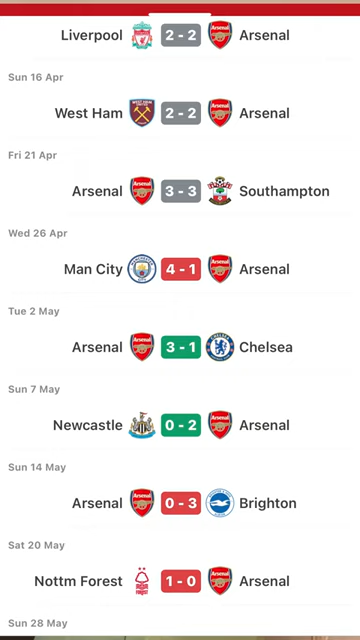 Liverpool 2 - 2 Arsenal
Sun 16 Apr
West Ham 2 - 2 Arsenal
Fri 21 Apr
Arsenal 3 - 3 Southampton
Wed 26 Apr
Man City 4 - 1 Arsenal
Tue 2 May
Arsenal 3 - 1 Chelsea
Sun 7 May
Newcastle 0 - 2 Arsenal
Sun 14 May
Arsenal 0 - 3 Brighton
Sat 20 May
Nottm Forest 1 - 0 Arsenal
Sun 28 May